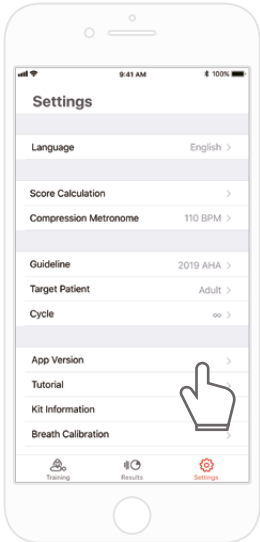 9:41 AM 100%
Settings
Language English >
Score Calculation >
Compression Metronome 110 BPM >
Guideline 2019 AHA >
Target Patient Adult >
Cycle ∞ >
App Version >
Tutorial
Kit Information
Breath Calibration >
Training Results Settings